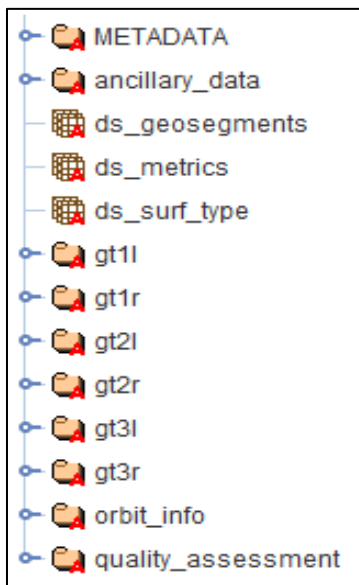 METADATA
ancillary_data
ds_geosegments
ds_metrics
ds_surf_type
gt1l
gt1r
gt2l
gt2r
gt3l
gt3r
orbit_info
quality_assessment